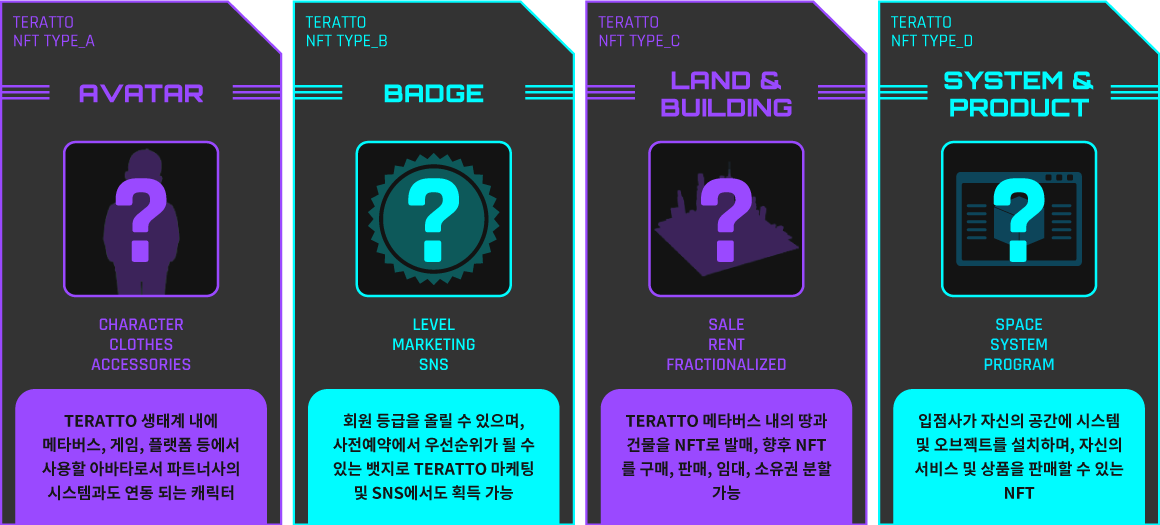 TERATTO
NFT TYPE_A
AVATAR
?
CHARACTER
CLOTHES
ACCESSORIES
TERATTO 생태계 내에
메타버스, 게임, 플랫폼 등에서
사용할 아바타로서 파트너사의
시스템과도 연동 되는 캐릭터
TERATTO
NFT TYPE_B
BADGE
?
LEVEL
MARKETING
SNS
회원 등급을 올릴 수 있으며,
사전예약에서 우선순위가 될 수
있는 뱃지로 TERATTO 마케팅
및 SNS에서도 획득 가능
TERATTO
NFT TYPE_C
LAND &
BUILDING
?
SALE
RENT
FRACTIONALIZED
TERATTO 메타버스 내의 땅과
건물을 NFT로 발매, 향후 NFT
를 구매, 판매, 임대, 소유권 분할
가능
TERATTO
NFT TYPE_D
SYSTEM &
PRODUCT
?
SPACE
SYSTEM
PROGRAM
입점사가 자신의 공간에 시스템
및 오브젝트를 설치하며, 자신의
서비스 및 상품을 판매할 수 있는
NFT